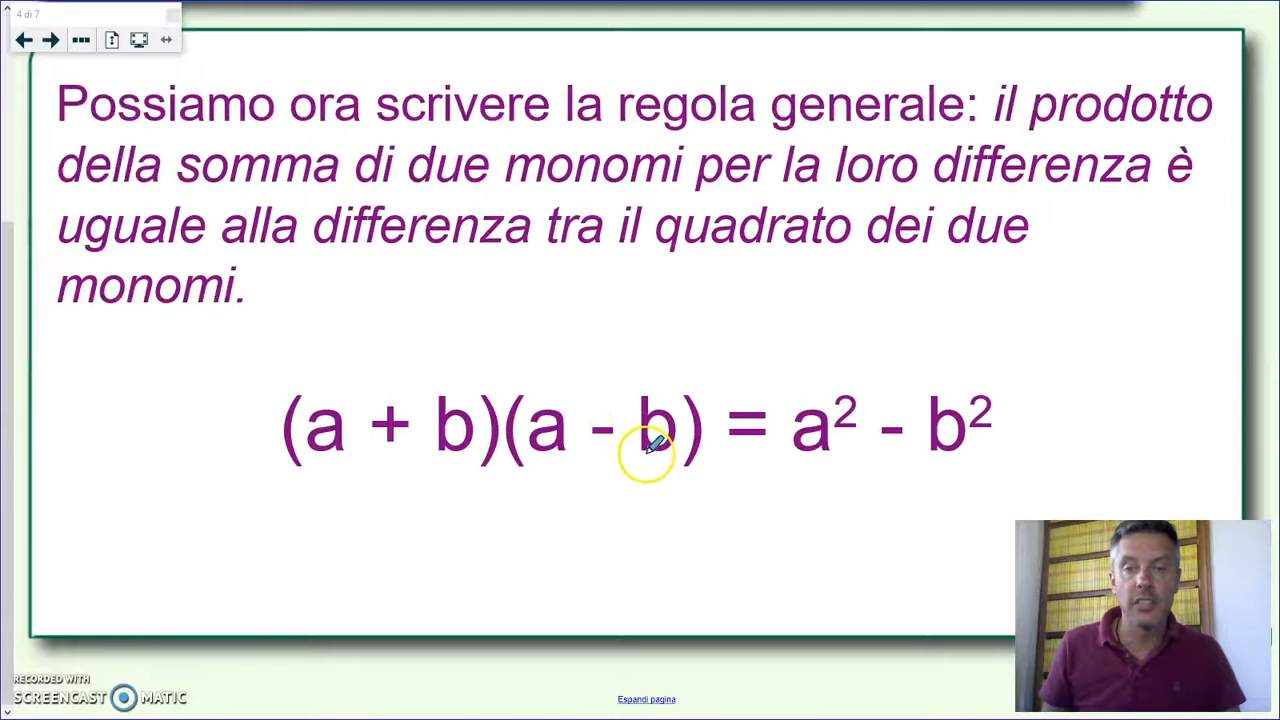 4 di 7
Possiamo ora scrivere la regola generale: il prodotto
della somma di due monomi per la loro differenza è
uguale alla differenza tra il quadrato dei due
monomi.
(a + b)(a - b) = a² - b²
RECORDED WITH
SCREENCAST MATIC
Espandi pagina